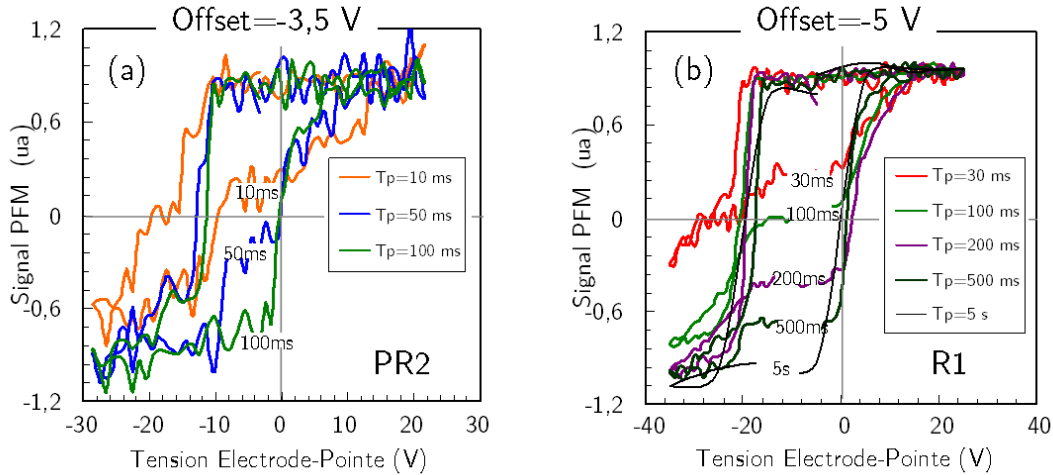 Offset=-3,5 V
(a)
Signal PFM (ua)
1,2
0,6
0
-0,6
-1,2
10ms
50ms
100ms
Tp=10 ms
Tp=50 ms
Tp=100 ms
PR2
-30 -20 -10 0 10 20 30
Tension Electrode-Pointe (V)
Offset=-5 V
(b)
Signal PFM (ua)
1,2
0,6
0
-0,6
-1,2
30ms
100ms
200ms
500ms
5s
Tp=30 ms
Tp=100 ms
Tp=200 ms
Tp=500 ms
Tp=5 s
R1
-40 -20 0 20 40
Tension Electrode-Pointe (V)